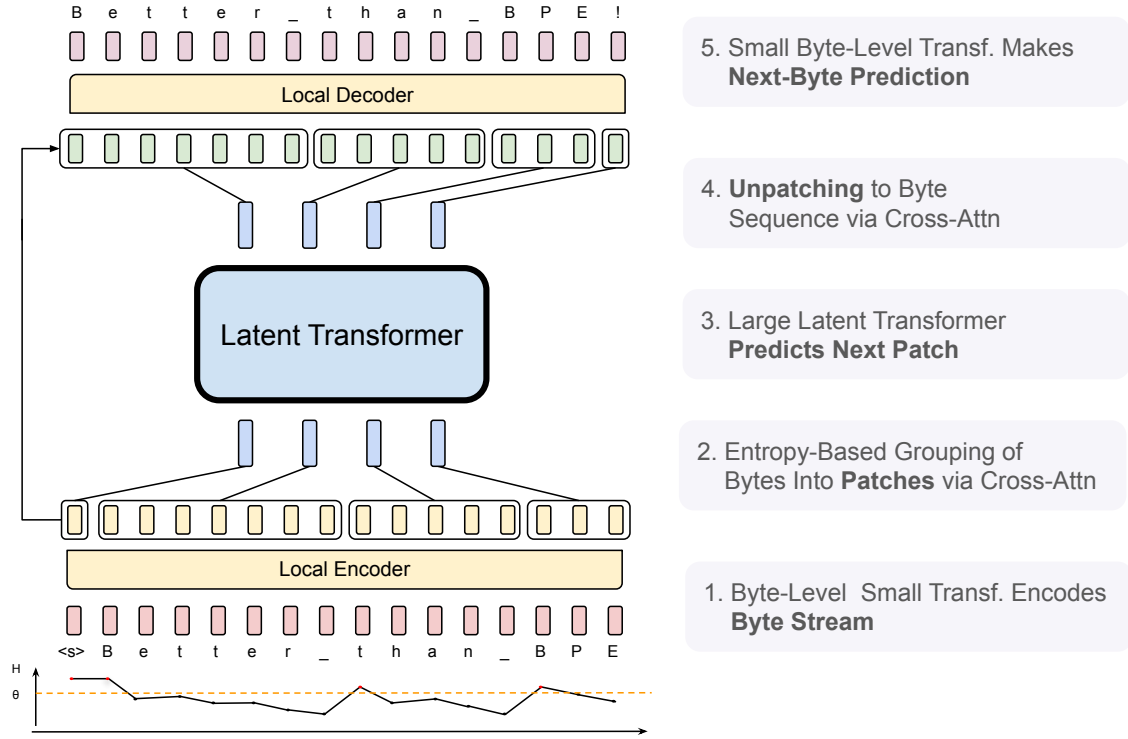 B e t t e r _ t h a n _ B P E !
5. Small Byte-Level Transf. Makes
Next-Byte Prediction
Local Decoder
4. Unpatching to Byte
Sequence via Cross-Attn
Latent Transformer
3. Large Latent Transformer
Predicts Next Patch
2. Entropy-Based Grouping of
Bytes Into Patches via Cross-Attn
Local Encoder
1. Byte-Level Small Transf. Encodes
Byte Stream
<s> B e t t e r _ t h a n _ B P E
H
θ